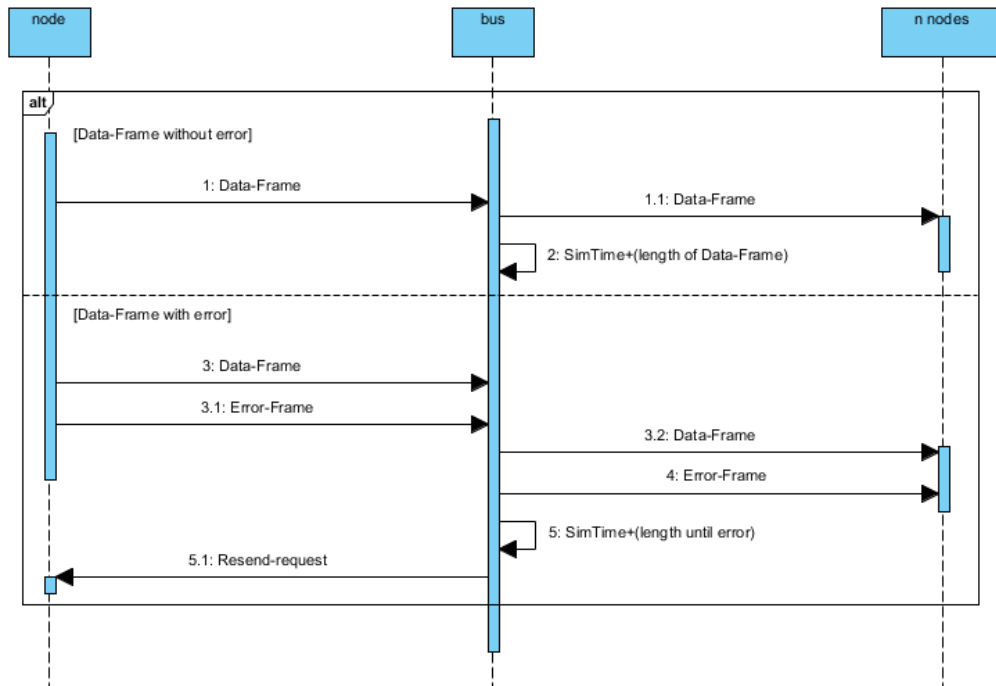 node
bus
n nodes
alt
[Data-Frame without error]
1: Data-Frame
1.1: Data-Frame
2: SimTime+(length of Data-Frame)
[Data-Frame with error]
3: Data-Frame
3.1: Error-Frame
3.2: Data-Frame
4: Error-Frame
5: SimTime+(length until error)
5.1: Resend-request